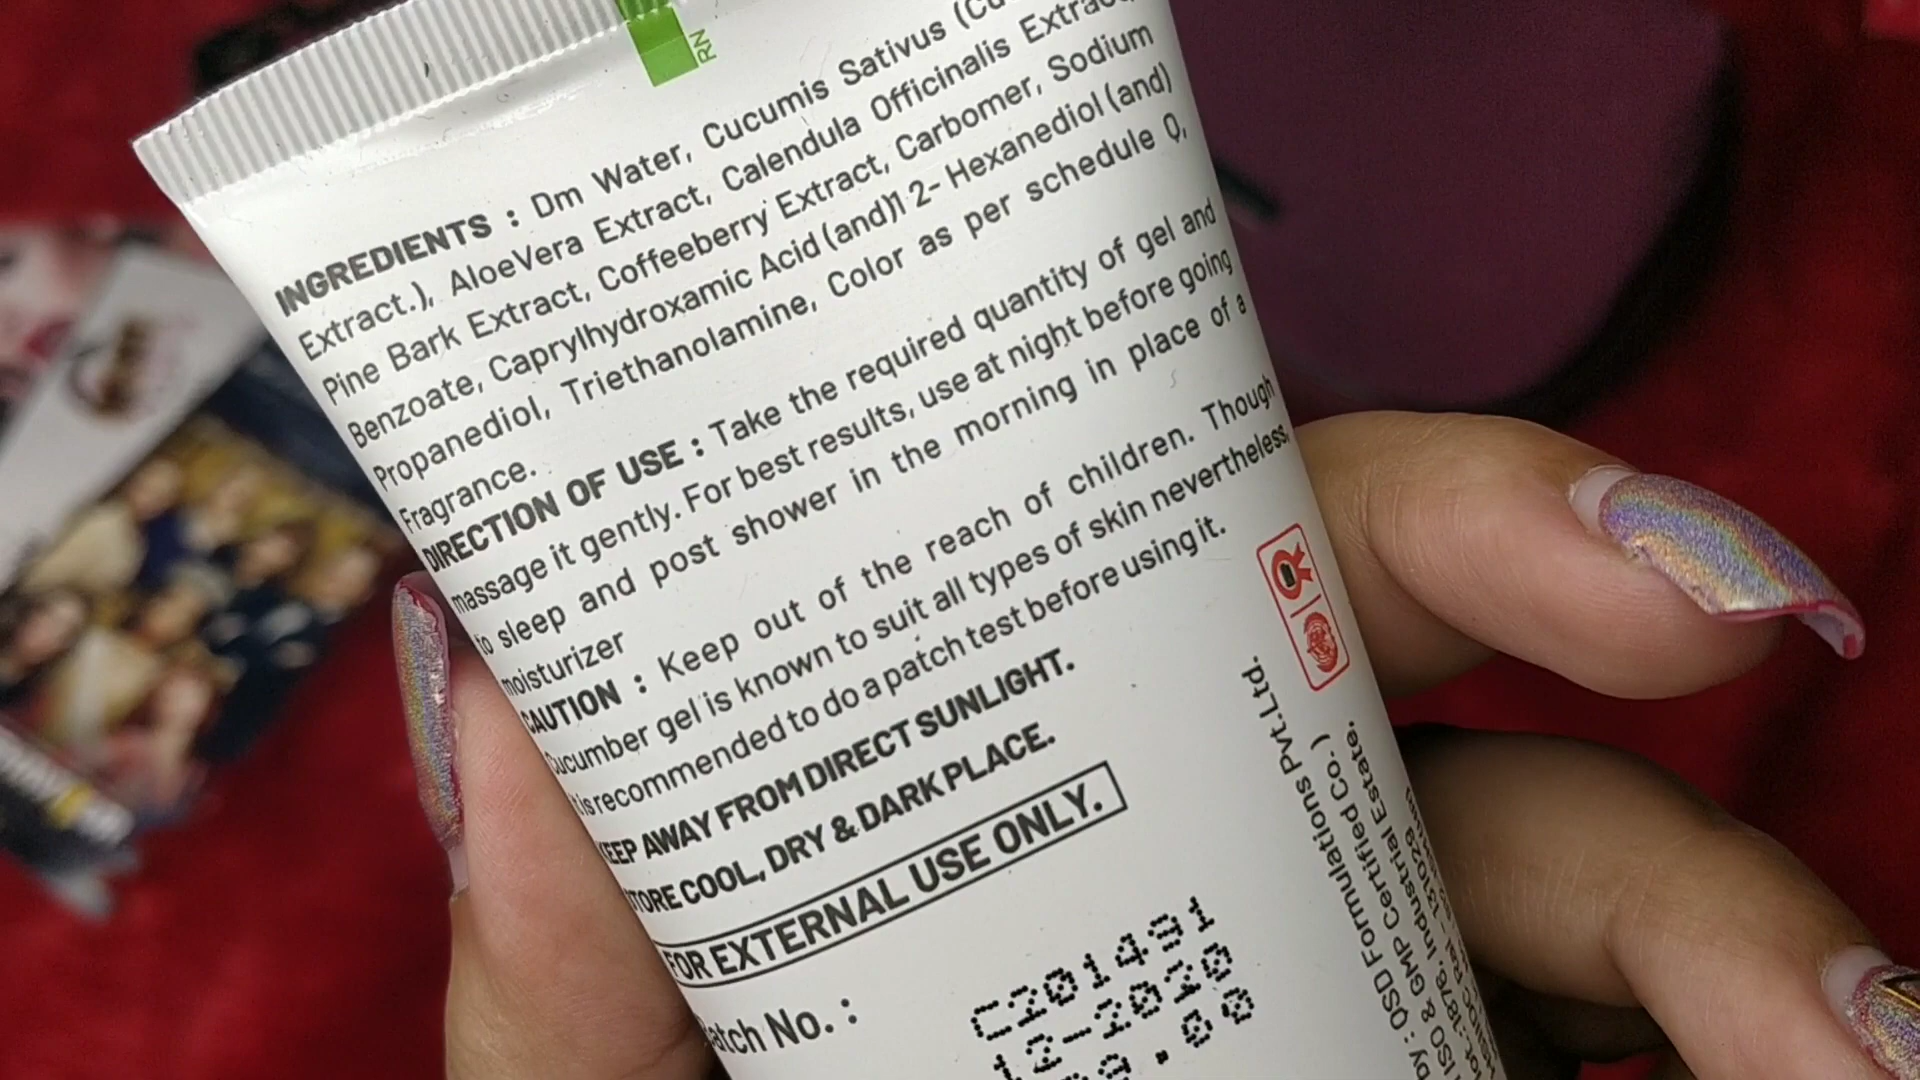 RN
INGREDIENTS : Dm Water, Cucumis Sativus
Extract.), AloeVera Extract, Calendula Officinalis Extract,
Pine Bark Extract, Coffeeberry Extract, Carbomer, Sodium
Benzoate, Caprylhydroxamic Acid (and)1 2- Hexanediol (and)
Propanediol, Triethanolamine, Color as per schedule Q,
Fragrance.
DIRECTION OF USE : Take the required quantity of gel and
massage it gently. For best results, use at night before going
to sleep and post shower in the morning in place of a
moisturizer
CAUTION : Keep out of the reach of children. Though
Cucumber gel is known to suit all types of skin nevertheless,
it is recommended to do a patch test before using it.
KEEP AWAY FROM DIRECT SUNLIGHT.
STORE COOL, DRY & DARK PLACE.
FOR EXTERNAL USE ONLY.
Batch No. :
C201491
12-2020
by : QSD Formulations Pvt.Ltd.
ISO & GMP Certified Co. )
1876, Industrial Estate,
131029